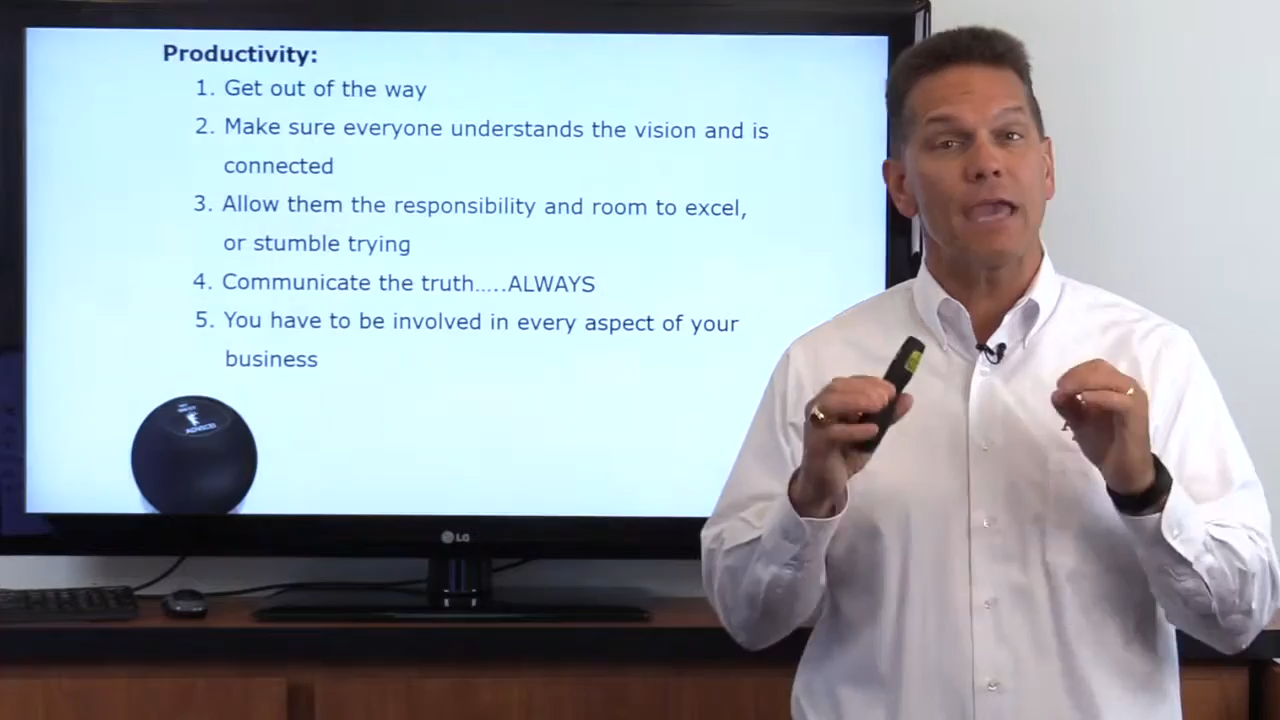 Productivity:
1. Get out of the way
2. Make sure everyone understands the vision and is
connected
3. Allow them the responsibility and room to excel,
or stumble trying
4. Communicate the truth.....ALWAYS
5. You have to be involved in every aspect of your
business
LG